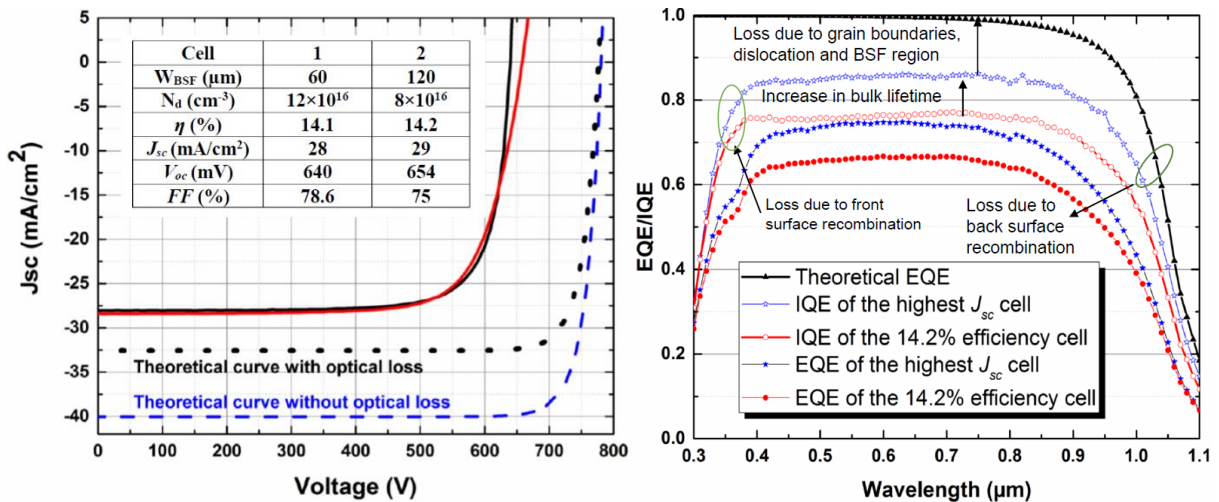 5
0
-5
-10
-15
-20
-25
-30
-35
-40
Jsc (mA/cm²)
Cell 1 2
W_BSF (µm) 60 120
N_d (cm⁻³) 12×10¹⁶ 8×10¹⁶
η (%) 14.1 14.2
J_sc (mA/cm²) 28 29
V_oc (mV) 640 654
FF (%) 78.6 75
Theoretical curve with optical loss
Theoretical curve without optical loss
0 100 200 300 400 500 600 700 800
Voltage (V)
1.0
0.8
0.6
0.4
0.2
0.0
EQE/IQE
Loss due to grain boundaries,
dislocation and BSF region
Increase in bulk lifetime
Loss due to front
surface recombination
Loss due to
back surface
recombination
Theoretical EQE
IQE of the highest J_sc cell
IQE of the 14.2% efficiency cell
EQE of the highest J_sc cell
EQE of the 14.2% efficiency cell
0.3 0.4 0.5 0.6 0.7 0.8 0.9 1.0 1.1
Wavelength (µm)